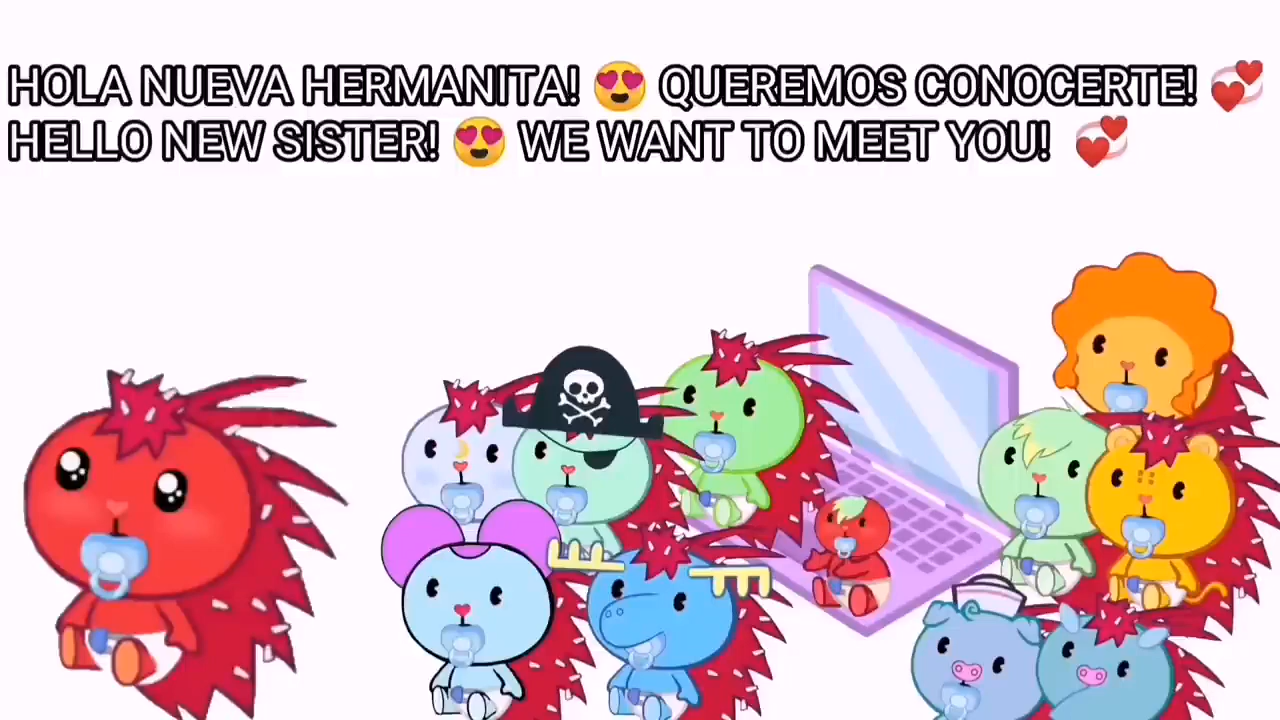 HOLA NUEVA HERMANITA! 😍 QUEREMOS CONOCERTE! 💞
HELLO NEW SISTER! 😍 WE WANT TO MEET YOU! 💞